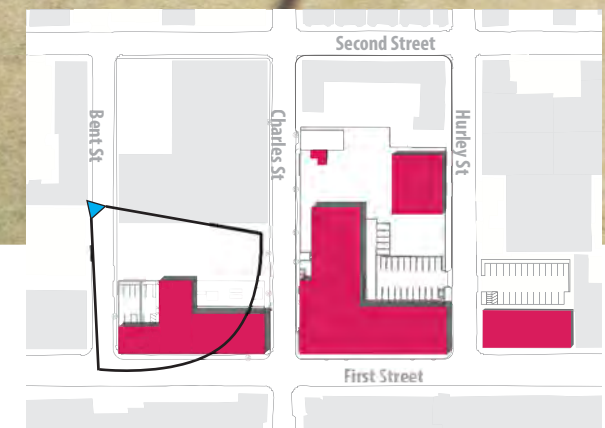 Second Street
Bent St
Charles St
Hurley St
First Street